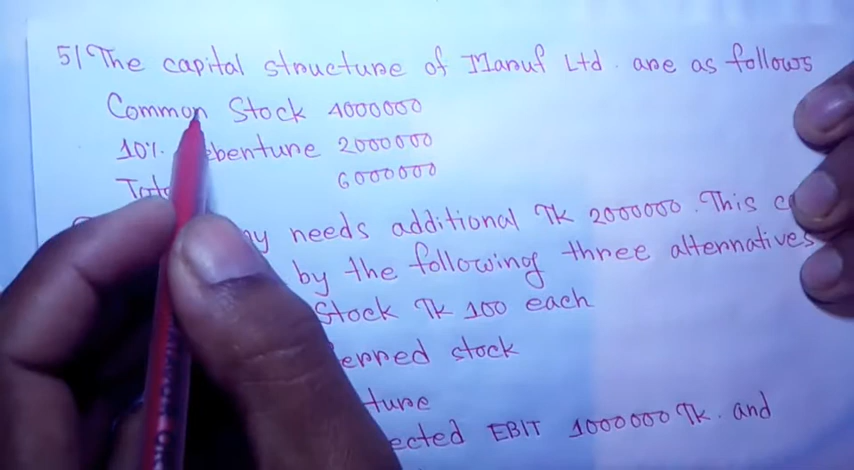 5/ The capital structure of Manuf Ltd. are as follows
Common Stock 4000000
10% ebenture 2000000
Tota 6000000
ny needs additional Tk 2000000. This c
by the following three alternatives
Stock Tk 100 each
erred stock
ture
ected EBIT 1000000 Tk. and